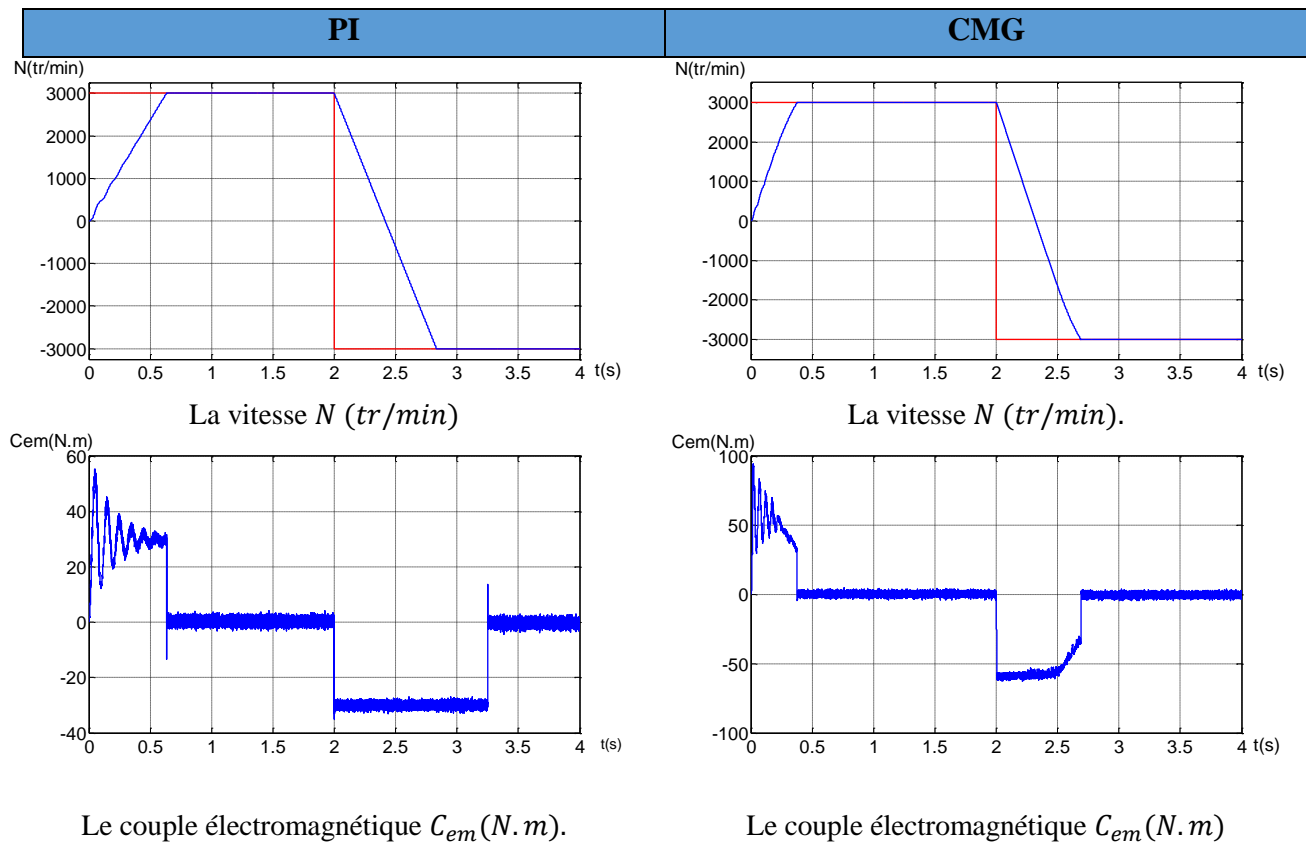 PI CMG
N(tr/min) N(tr/min)
3000 3000
2000 2000
1000 1000
0 0
-1000 -1000
-2000 -2000
-3000 -3000
0 0.5 1 1.5 2 2.5 3 3.5 4 t(s) 0 0.5 1 1.5 2 2.5 3 3.5 4 t(s)
La vitesse N (tr/min) La vitesse N (tr/min).
Cem(N.m) Cem(N.m)
60 100
40 50
20 0
0 -50
-20 -100
-40
0 0.5 1 1.5 2 2.5 3 3.5 4 t(s) 0 0.5 1 1.5 2 2.5 3 3.5 4 t(s)
Le couple électromagnétique Cem(N.m). Le couple électromagnétique Cem(N.m)